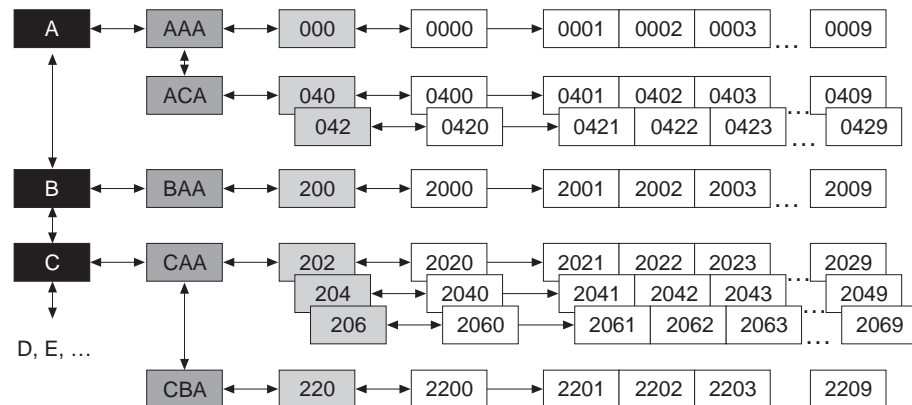 A AAA 000 0000 0001 0002 0003 ... 0009
ACA 040 0400 0401 0402 0403 0409
042 0420 0421 0422 0423 ... 0429
...
B BAA 200 2000 2001 2002 2003 ... 2009
C CAA 202 2020 2021 2022 2023 2029
204 2040 2041 2042 2043 ... 2049
206 2060 2061 2062 2063 ... 2069
D, E, ... ...
CBA 220 2200 2201 2202 2203 2209